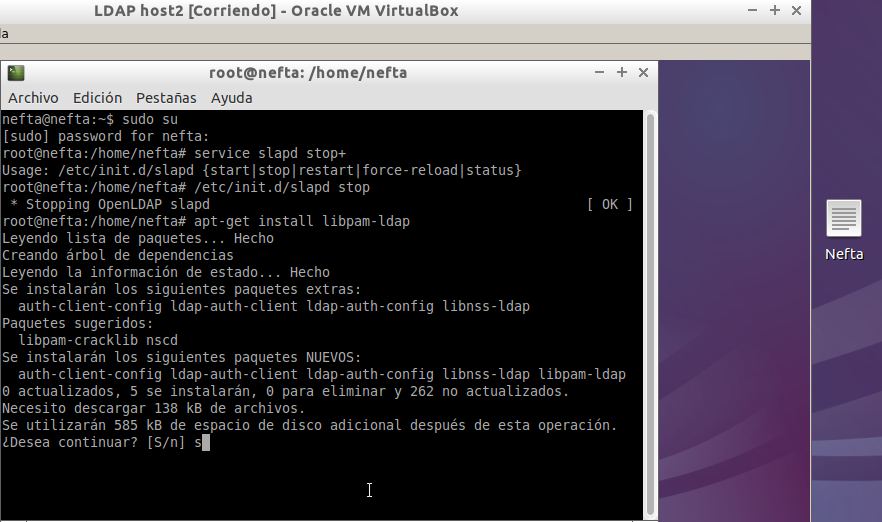 LDAP host2 [Corriendo] - Oracle VM VirtualBox
da
root@nefta: /home/nefta
Archivo Edición Pestañas Ayuda
nefta@nefta:~$ sudo su
[sudo] password for nefta:
root@nefta:/home/nefta# service slapd stop+
Usage: /etc/init.d/slapd {start|stop|restart|force-reload|status}
root@nefta:/home/nefta# /etc/init.d/slapd stop
* Stopping OpenLDAP slapd [ OK ]
root@nefta:/home/nefta# apt-get install libpam-ldap
Leyendo lista de paquetes... Hecho
Creando árbol de dependencias
Leyendo la información de estado... Hecho
Se instalarán los siguientes paquetes extras:
auth-client-config ldap-auth-client ldap-auth-config libnss-ldap
Paquetes sugeridos:
libpam-cracklib nscd
Se instalarán los siguientes paquetes NUEVOS:
auth-client-config ldap-auth-client ldap-auth-config libnss-ldap libpam-ldap
0 actualizados, 5 se instalarán, 0 para eliminar y 262 no actualizados.
Necesito descargar 138 kB de archivos.
Se utilizarán 585 kB de espacio de disco adicional después de esta operación.
¿Desea continuar? [S/n] s
Nefta